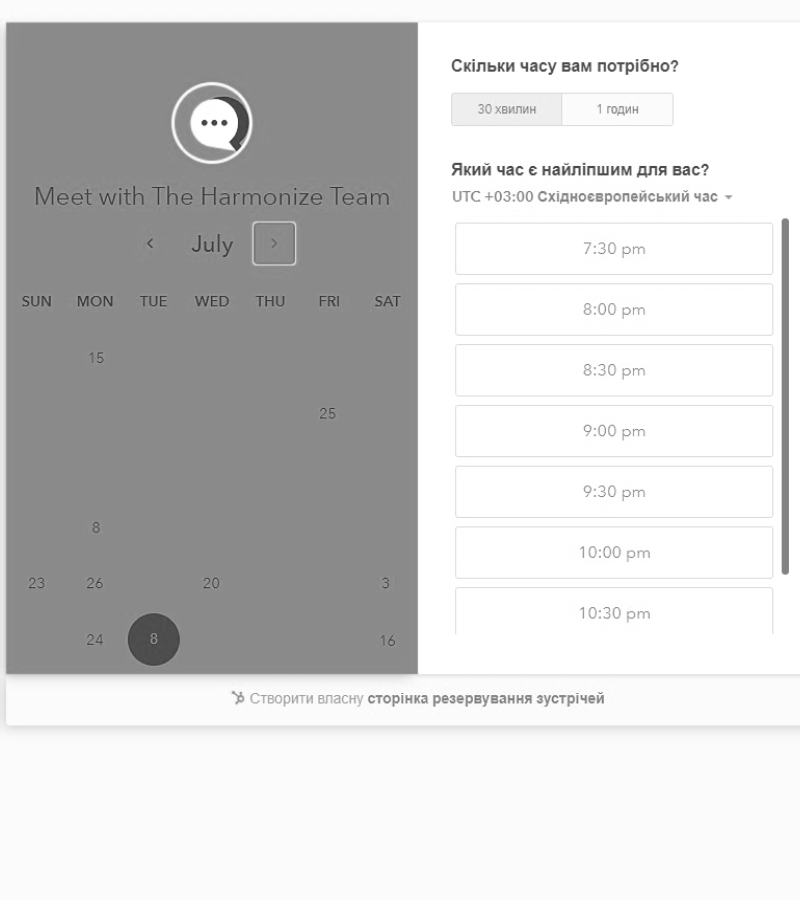 Meet with The Harmonize Team
July
SUN MON TUE WED THU FRI SAT
15
25
8
23 26 20 3
24 8 16
Скільки часу вам потрібно?
30 хвилин 1 годин
Який час є найліпшим для вас?
UTC +03:00 Східноєвропейський час
7:30 pm
8:00 pm
8:30 pm
9:00 pm
9:30 pm
10:00 pm
10:30 pm
Створити власну сторінка резервування зустрічей